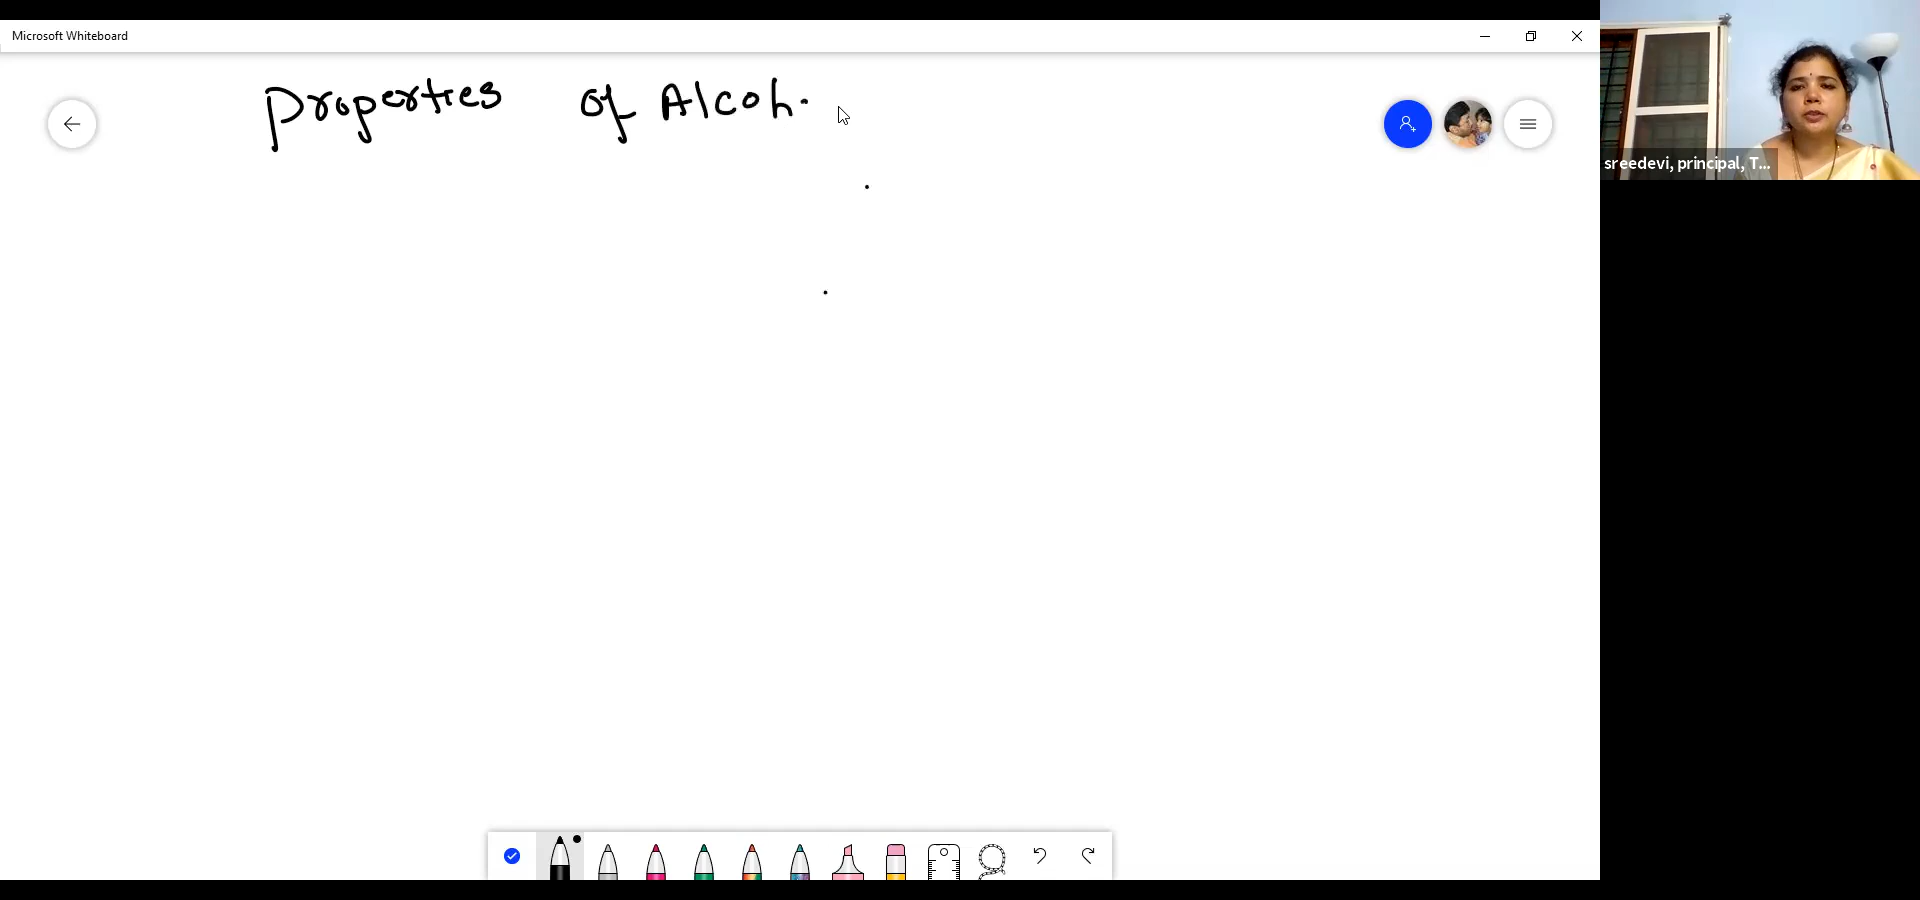 Microsoft Whiteboard
Properties of Alcoh.
sreedevi, principal, T...